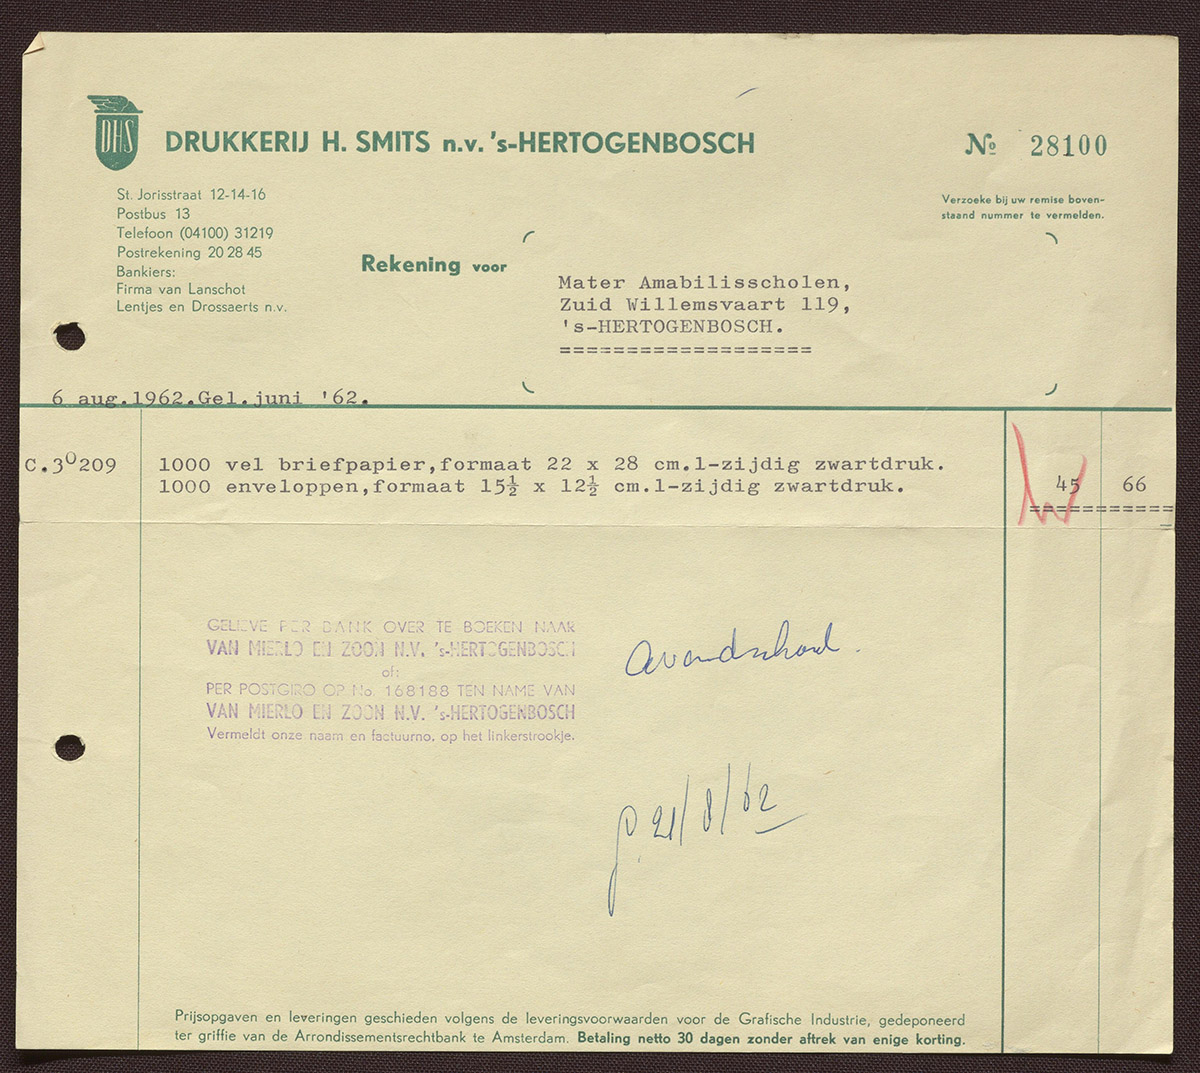 DHS
DRUKKERIJ H. SMITS n.v. 's-HERTOGENBOSCH
№ 28100
St. Jorisstraat 12-14-16
Postbus 13
Telefoon (04100) 31219
Postrekening 20 28 45
Bankiers:
Firma van Lanschot
Lentjes en Drossaerts n.v.
Verzoeke bij uw remise boven-
staand nummer te vermelden.
Rekening voor
Mater Amabilisscholen,
Zuid Willemsvaart 119,
's-HERTOGENBOSCH.
===================
6 aug.1962.Gel.juni '62.
C.30209 1000 vel briefpapier,formaat 22 x 28 cm.1-zijdig zwartdruk.
1000 enveloppen,formaat 15½ x 12½ cm.1-zijdig zwartdruk. 45 66
===========
GELIEVE PER BANK OVER TE BOEKEN NAAR
VAN MIERLO EN ZOON N.V. 's-HERTOGENBOSCH
of:
PER POSTGIRO OP No. 168188 TEN NAME VAN
VAN MIERLO EN ZOON N.V. 's-HERTOGENBOSCH
Vermeldt onze naam en factuurno. op het linkerstrookje.
Avondschool.
p. 21/8/62
Prijsopgaven en leveringen geschieden volgens de leveringsvoorwaarden voor de Grafische Industrie, gedeponeerd
ter griffie van de Arrondissementsrechtbank te Amsterdam. Betaling netto 30 dagen zonder aftrek van enige korting.